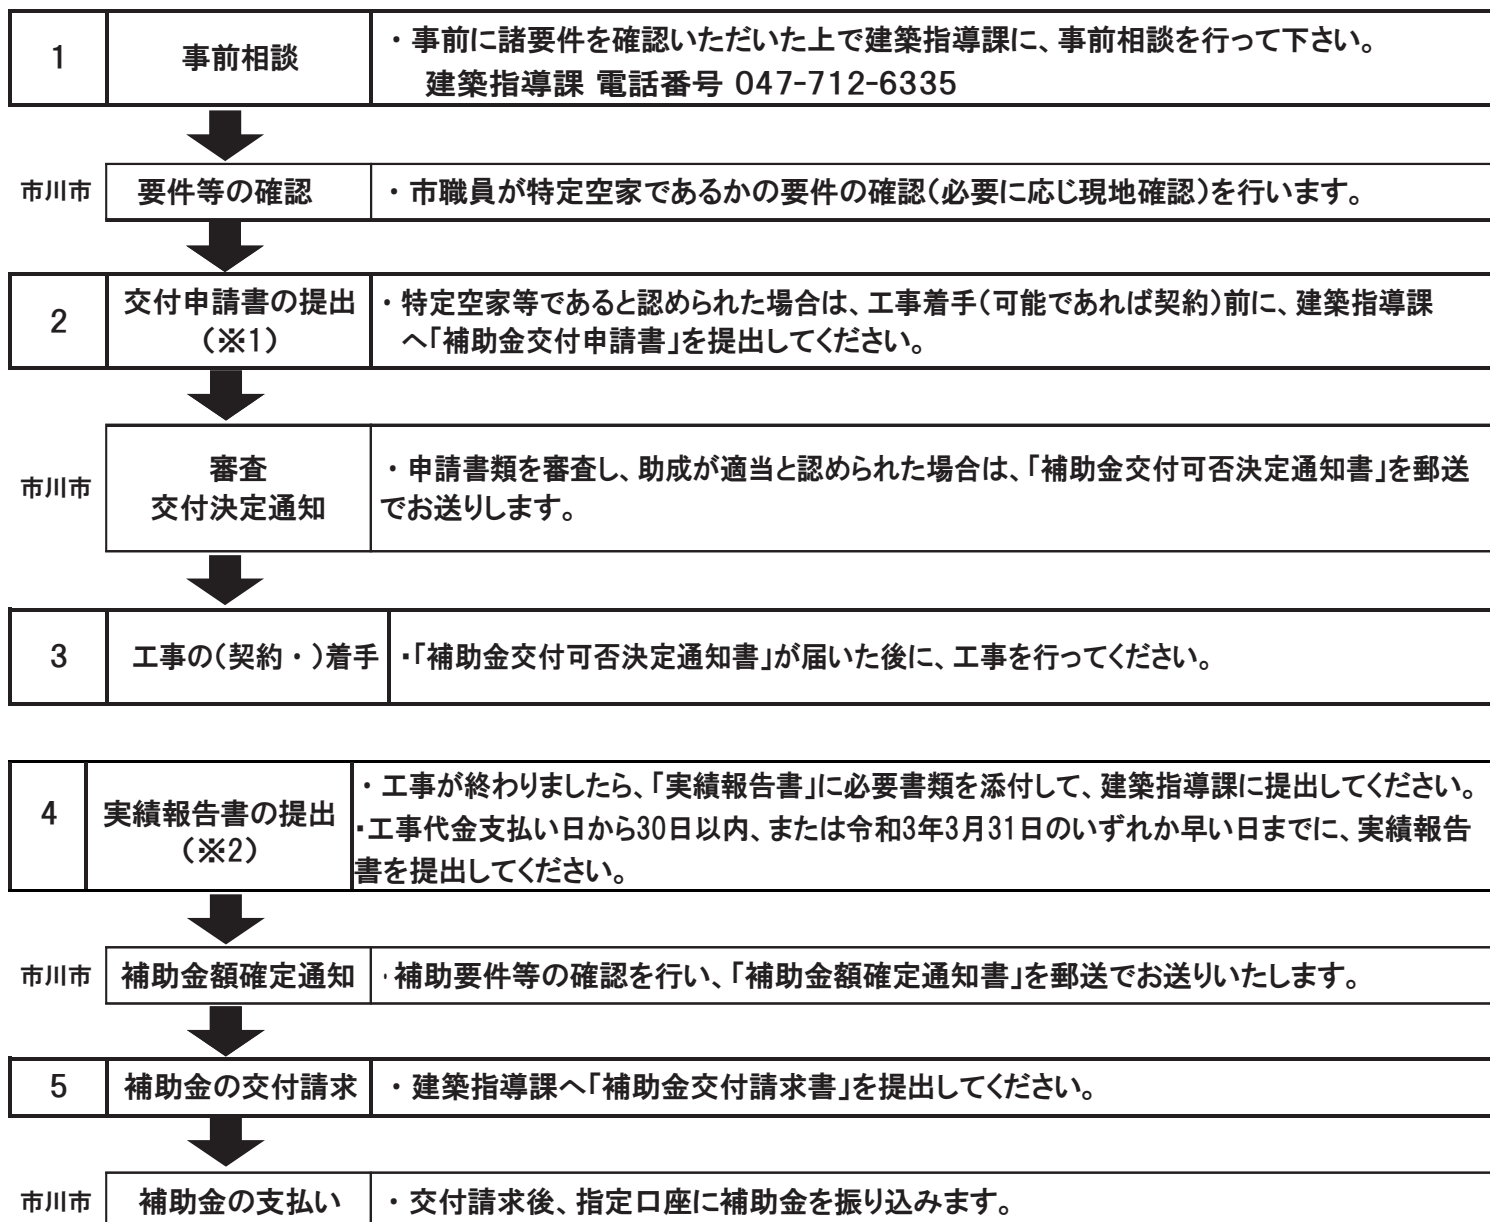 1
事前相談
・ 事前に諸要件を確認いただいた上で建築指導課に、事前相談を行って下さい。
建築指導課 電話番号 047-712-6335
市川市
要件等の確認
・ 市職員が特定空家であるかの要件の確認（必要に応じ現地確認）を行います。
2
交付申請書の提出
（※1）
・ 特定空家等であると認められた場合は、工事着手（可能であれば契約）前に、建築指導課
へ「補助金交付申請書」を提出してください。
市川市
審査
交付決定通知
・ 申請書類を審査し、助成が適当と認められた場合は、「補助金交付可否決定通知書」を郵送
でお送りします。
3
工事の（契約・）着手
・「補助金交付可否決定通知書」が届いた後に、工事を行ってください。
4
実績報告書の提出
（※2）
・ 工事が終わりましたら、「実績報告書」に必要書類を添付して、建築指導課に提出してください。
・工事代金支払い日から30日以内、または令和3年3月31日のいずれか早い日までに、実績報告
書を提出してください。
市川市
補助金額確定通知
・補助要件等の確認を行い、「補助金額確定通知書」を郵送でお送りいたします。
5
補助金の交付請求
・ 建築指導課へ「補助金交付請求書」を提出してください。
市川市
補助金の支払い
・ 交付請求後、指定口座に補助金を振り込みます。